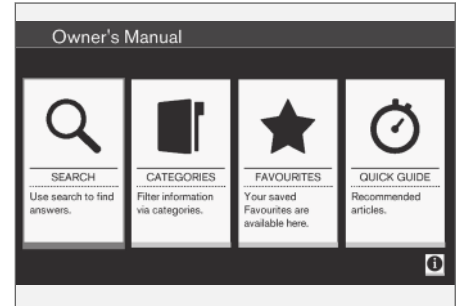 Owner's Manual
SEARCH
Use search to find
answers.
CATEGORIES
Filter information
via categories.
FAVOURITES
Your saved
Favourites are
available here.
QUICK GUIDE
Recommended
articles.
i